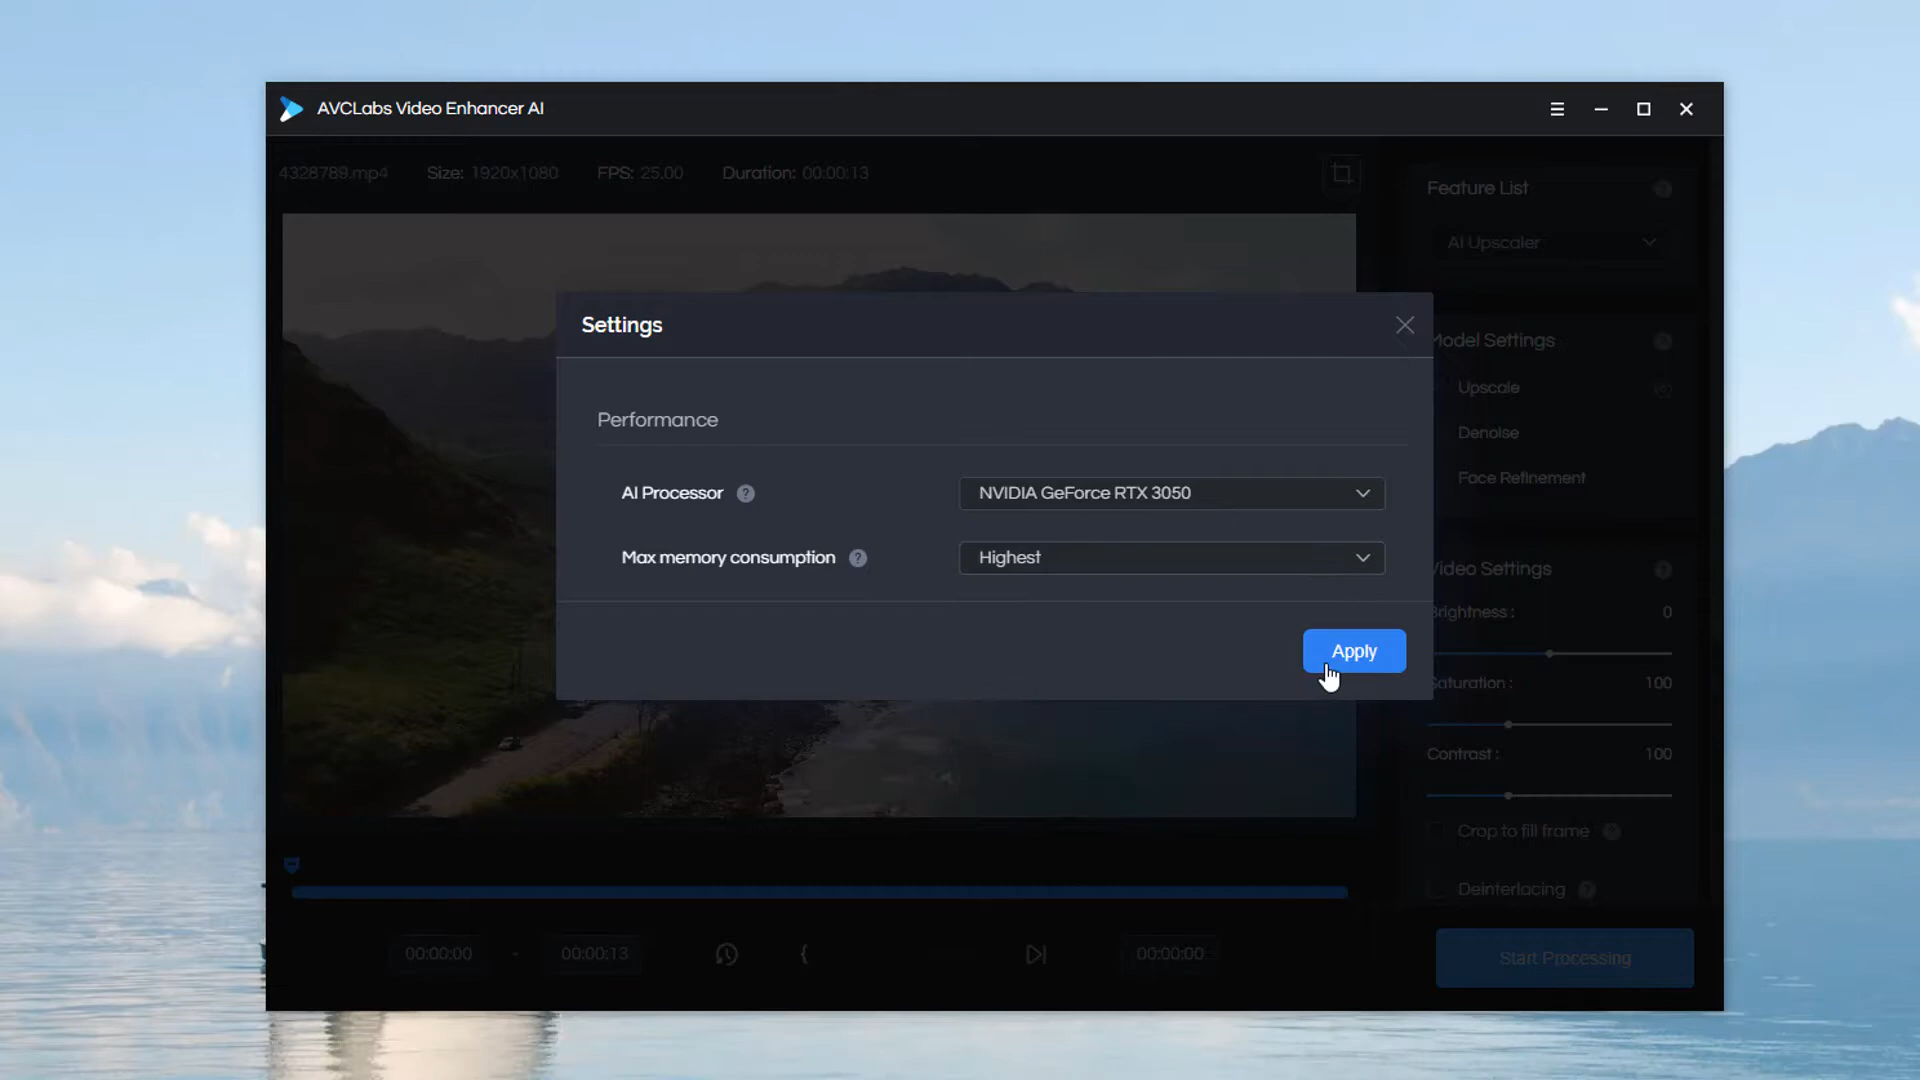 AVCLabs Video Enhancer AI
4328789.mp4 Size: 1920x1080 FPS: 25.00 Duration: 00:00:13
Feature List
AI Upscaler
Settings
Performance
AI Processor ? NVIDIA GeForce RTX 3050
Max memory consumption ? Highest
Apply
Model Settings
Upscale
Denoise
Face Refinement
Video Settings
Brightness: 0
Saturation: 100
Contrast: 100
Crop to fill frame ?
Deinterlacing ?
00:00:00 - 00:00:13 { 00:00:00
Start Processing